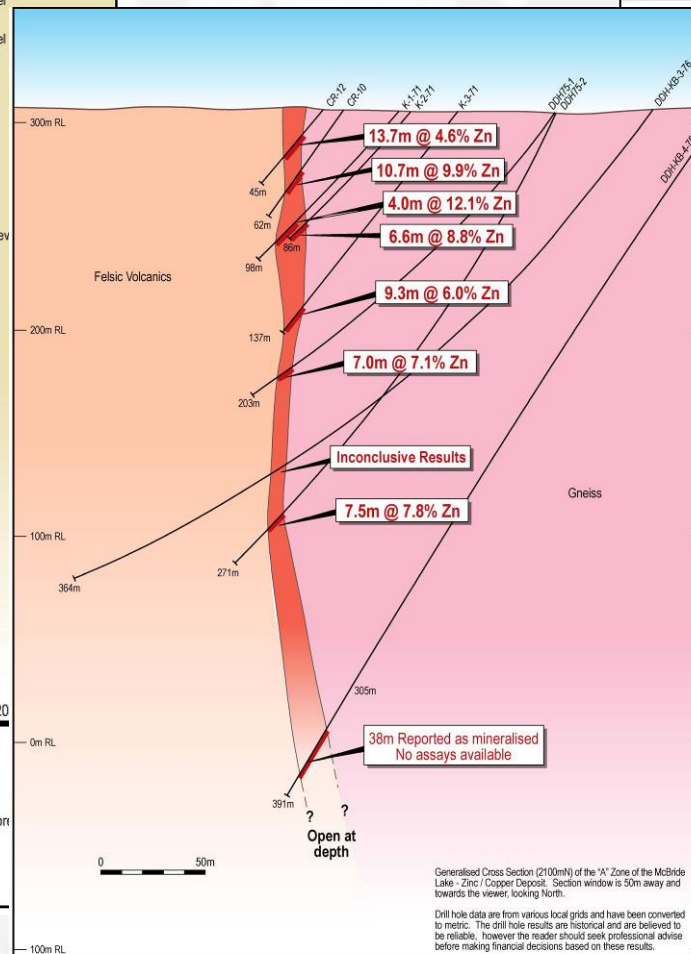 CR-12
CR-10
K-1-71
K-2-71
K-3-71
DDH75-1
DDH75-2
DDH-KB-3-76
300m RL
13.7m @ 4.6% Zn
10.7m @ 9.9% Zn
45m
4.0m @ 12.1% Zn
62m
6.6m @ 8.8% Zn
86m
98m
Felsic Volcanics
9.3m @ 6.0% Zn
200m RL
137m
7.0m @ 7.1% Zn
203m
Inconclusive Results
Gneiss
7.5m @ 7.8% Zn
100m RL
271m
364m
305m
0m RL
38m Reported as mineralised
No assays available
391m
? ?
Open at
depth
0 50m
Generalised Cross Section (2100mN) of the "A" Zone of the McBride
Lake - Zinc / Copper Deposit. Section window is 50m away and
towards the viewer, looking North.
Drill hole data are from various local grids and have been converted
to metric. The drill hole results are historical and are believed to
be reliable, however the reader should seek professional advise
before making financial decisions based on these results.
100m RL